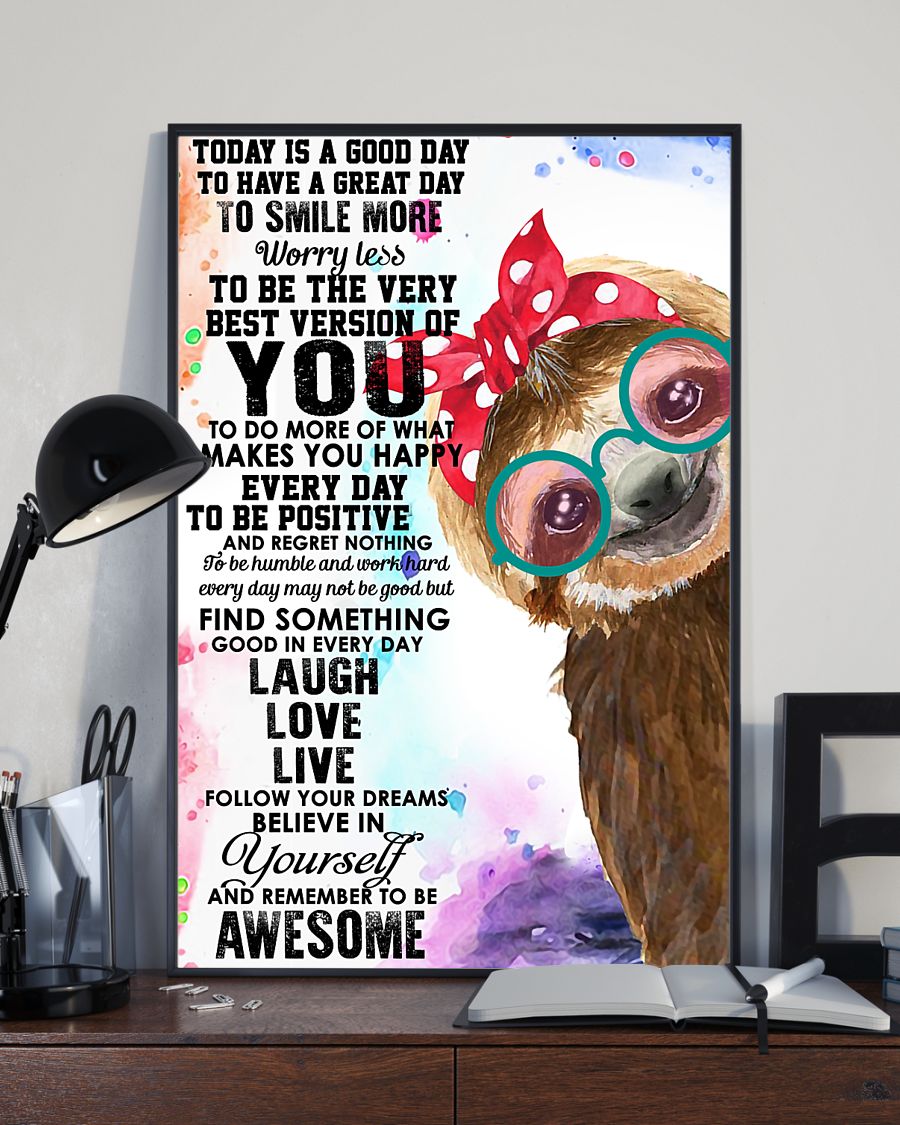 TODAY IS A GOOD DAY
TO HAVE A GREAT DAY
TO SMILE MORE
Worry less
TO BE THE VERY
BEST VERSION OF
YOU
TO DO MORE OF WHAT
MAKES YOU HAPPY
EVERY DAY
TO BE POSITIVE
AND REGRET NOTHING
To be humble and work hard
every day may not be good but
FIND SOMETHING
GOOD IN EVERY DAY
LAUGH
LOVE
LIVE
FOLLOW YOUR DREAMS
BELIEVE IN
Yourself
AND REMEMBER TO BE
AWESOME